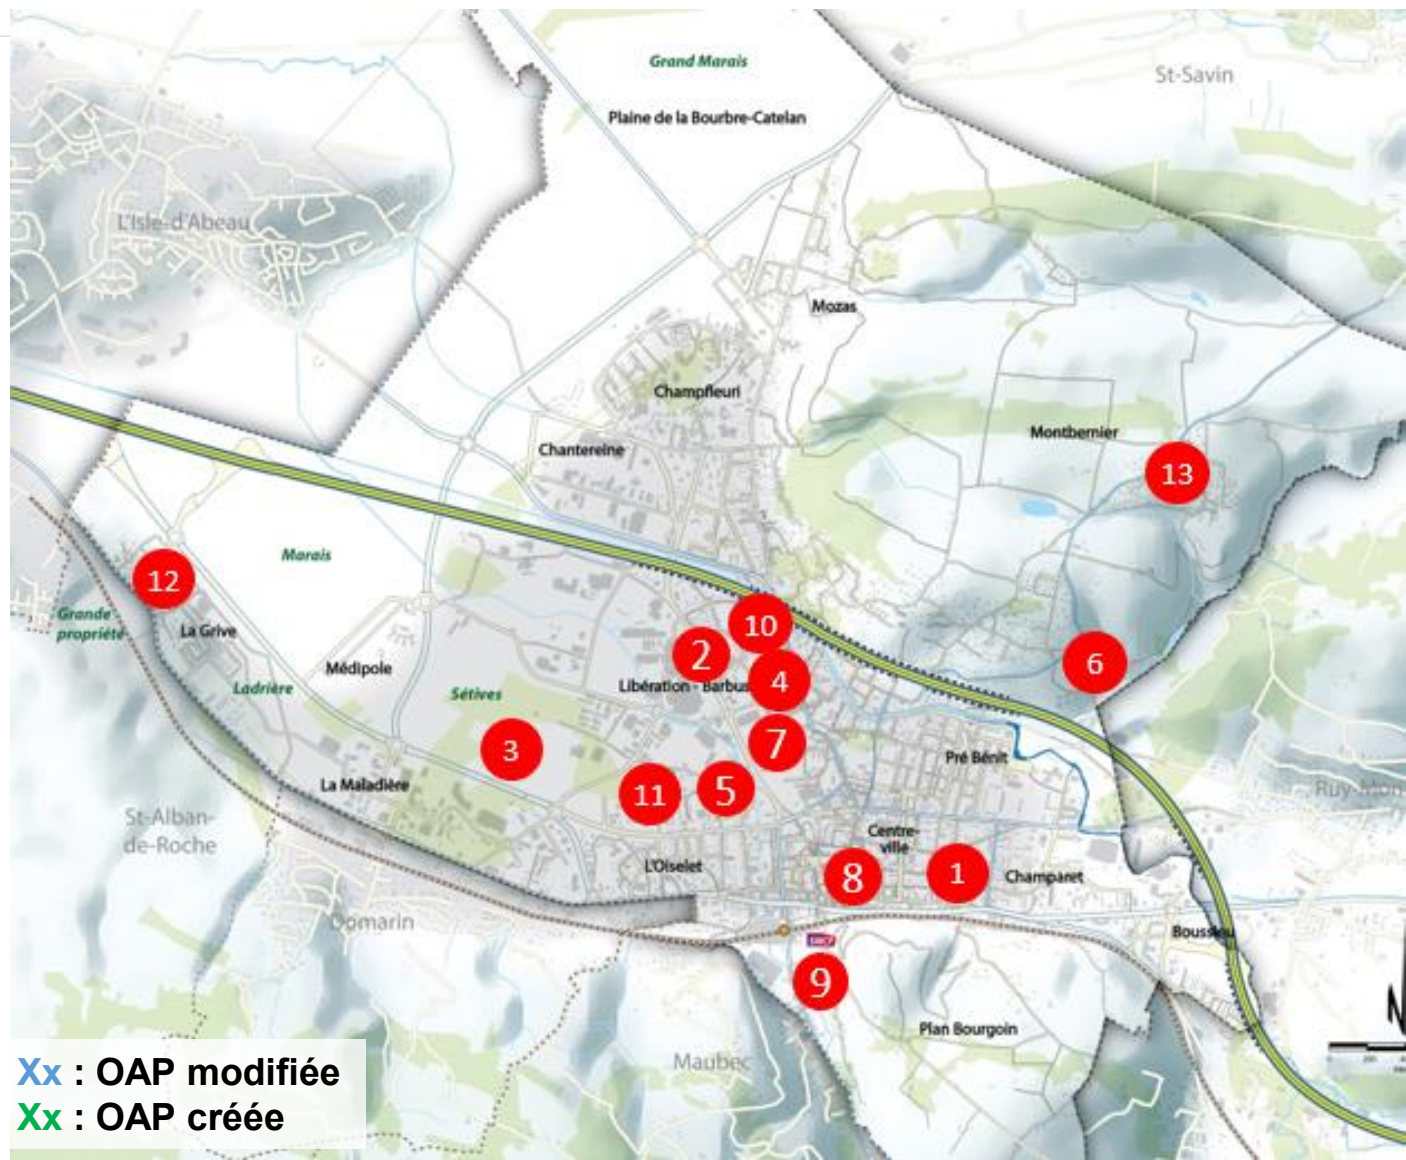 Grand Marais
St-Savin
Plaine de la Bourbre-Catelan
L'Isle-d'Abeau
Mozas
Champfleuri
Montbernier
Chantereine
13
Marais
12
Grande
propriété
La Grive
10
2
Médipole
6
Ladrière
Sétives
Libération - Barbus
4
3
7
Pré Bénit
La Maladière
11
5
Ruy-Mon
St-Alban-
de-Roche
Centre-
ville
L'Oiselet
8
1
Champaret
Domarin
Boussieu
SNCF
9
Plan Bourgoin
N
Maubec
Xx : OAP modifiée
Xx : OAP créée